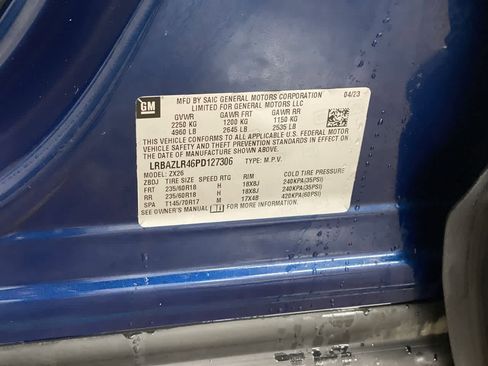 GM
MFD BY SAIC GENERAL MOTORS CORPORATION 04/23
LIMITED FOR GENERAL MOTORS LLC
GVWR GAWR FRT GAWR RR
2250 KG 1200 KG 1150 KG
4960 LB 2645 LB 2535 LB
THIS VEHICLE CONFORMS TO ALL APPLICABLE U.S. FEDERAL MOTOR
VEHICLE SAFETY AND THEFT PREVENTION STANDARDS IN EFFECT ON
THE DATE OF MANUFACTURE SHOWN ABOVE.
LRBAZLR46PD127306 TYPE: M.P.V.
MODEL: ZX26
ZBDJ TIRE SIZE SPEED RTG RIM COLD TIRE PRESSURE
FRT 235/60R18 H 18X8J 240KPA(35PSI)
RR 235/60R18 H 18X8J 240KPA(35PSI)
SPA T145/70R17 M 17X4B 420KPA(60PSI)
SEE OWNER'S MANUAL FOR MORE INFORMATION